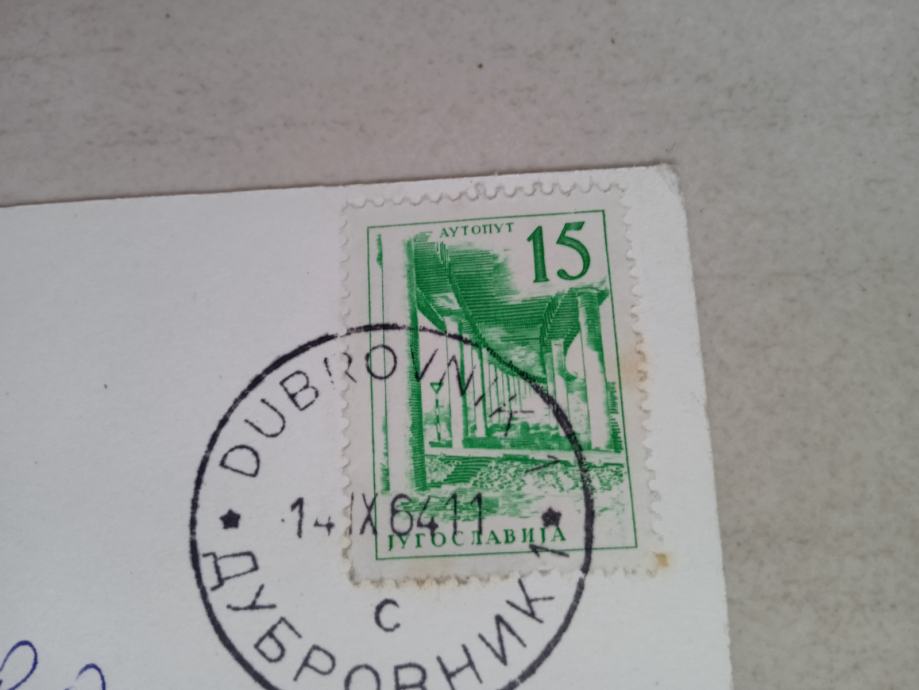 АУТОПУТ 15
DUBROVNIK 1
14.IX.64.11
ЈУГОСЛАВИЈА
c
ДУБРОВНИК 1